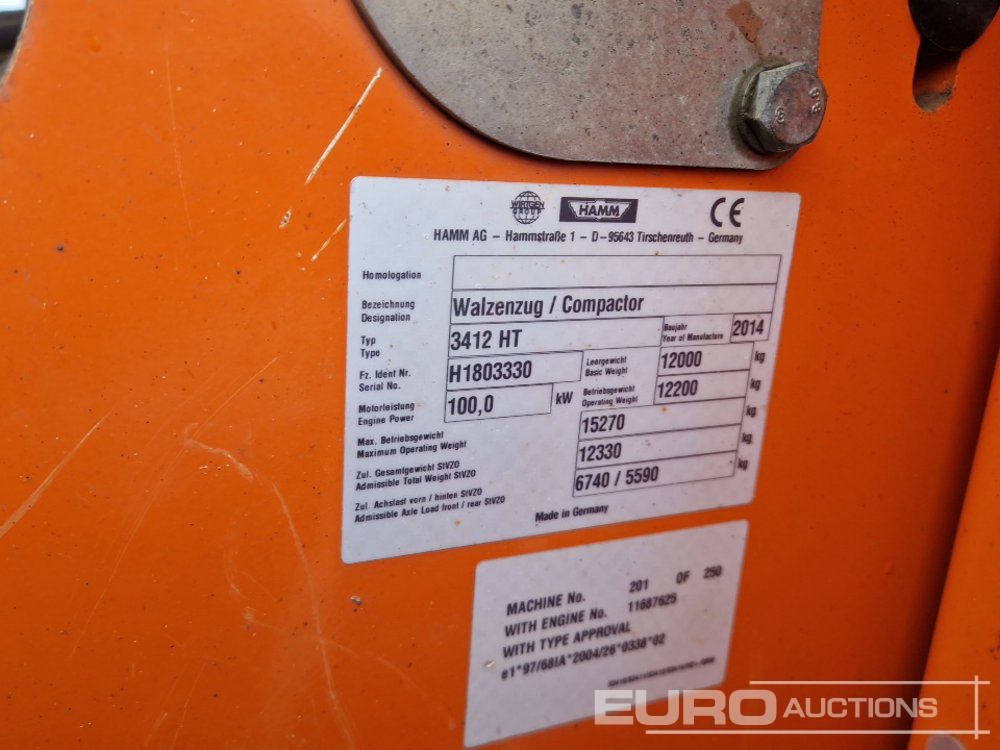 WIRTGEN GROUP HAMM CE
HAMM AG – Hammstraße 1 – D–95643 Tirschenreuth – Germany
Homologation
Bezeichnung
Designation
Walzenzug / Compactor
Typ
Type
3412 HT
Baujahr
Year of Manufacture
2014
Fz. Ident Nr.
Serial No.
H1803330
Leergewicht
Basic Weight
12000 kg
Motorleistung
Engine Power
100,0 kW
Betriebsgewicht
Operating Weight
12200 kg
Max. Betriebsgewicht
Maximum Operating Weight
15270 kg
Zul. Gesamtgewicht StVZO
Admissible Total Weight StVZO
12330 kg
Zul. Achslast vorn / hinten StVZO
Admissible Axle Load front / rear StVZO
6740 / 5590 kg
Made in Germany
MACHINE No. 201 OF 250
WITH ENGINE No. 11687625
WITH TYPE APPROVAL
e1*97/68IA*2004/26*0338*02
EURO AUCTIONS
8.8